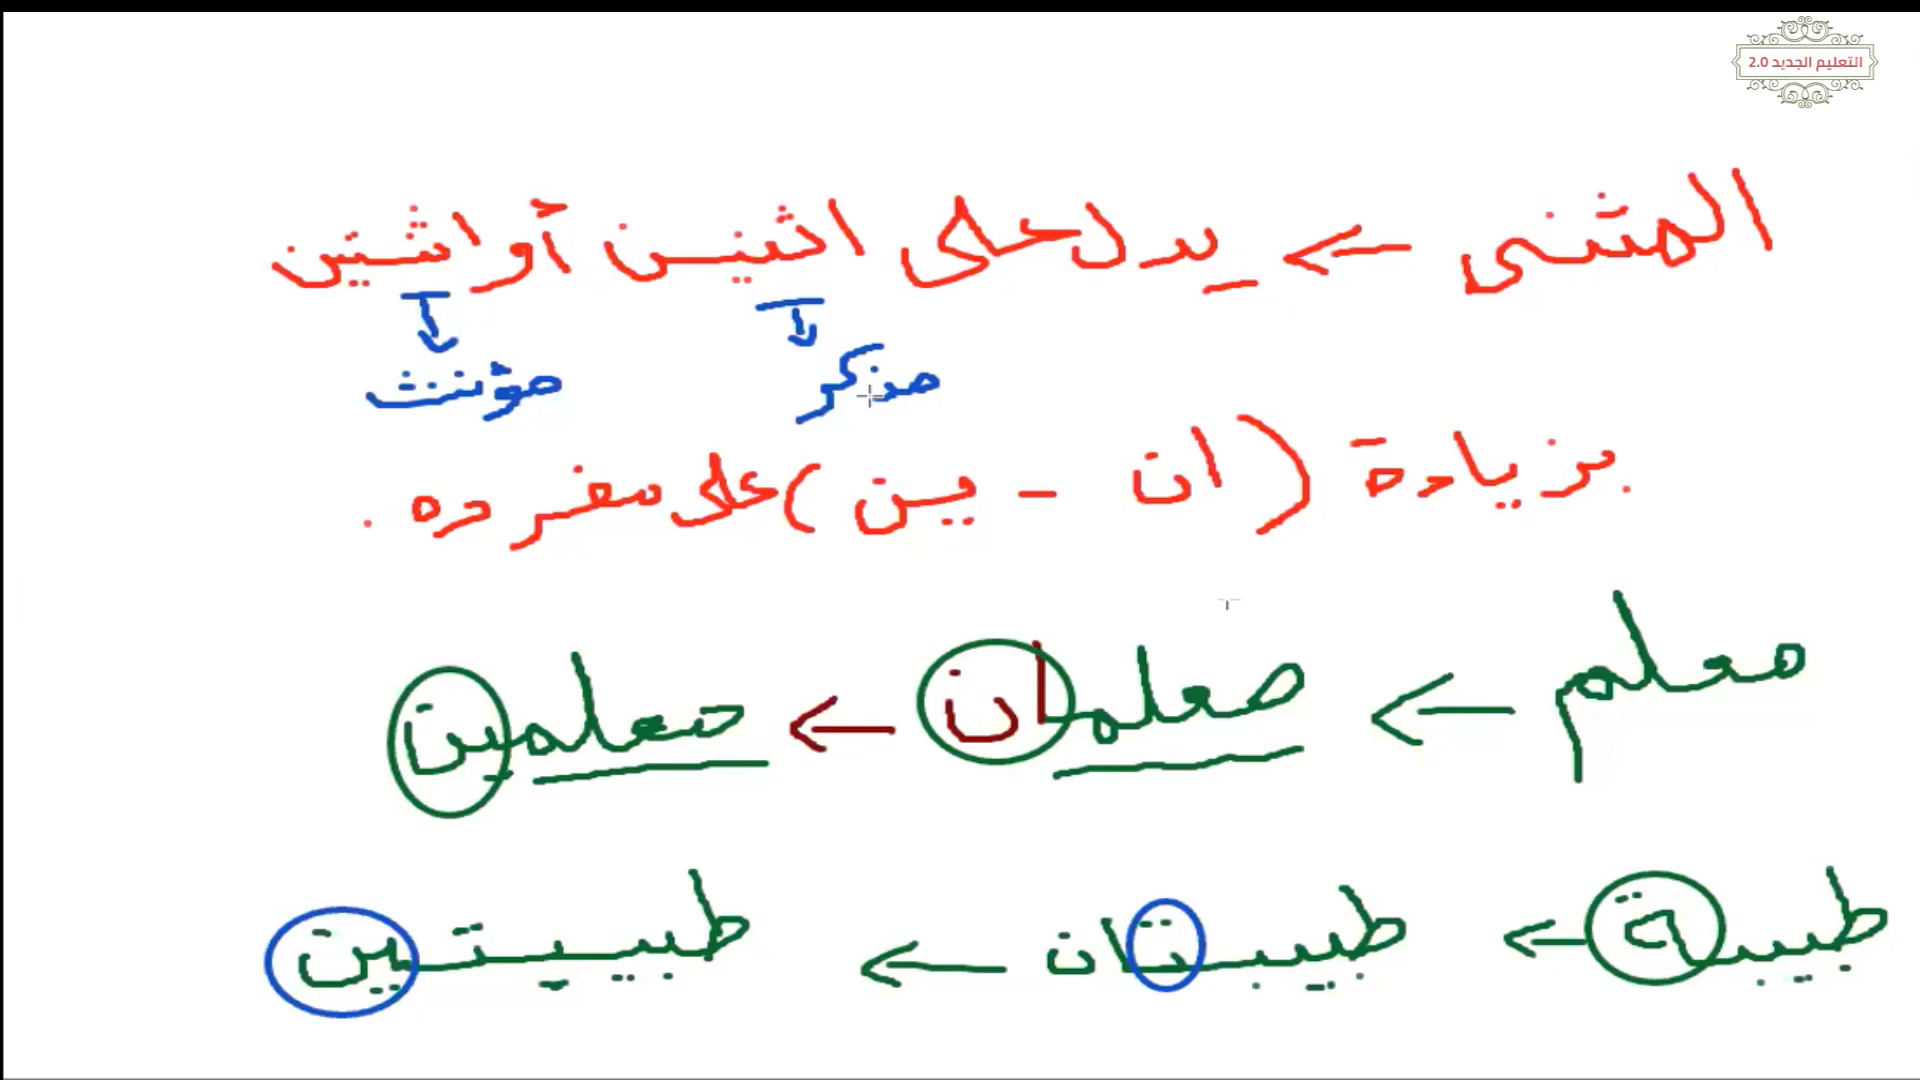 التعليم الجديد 2.0
المثنى ← يدل على اثنين أو اثنتين
مذكر مؤنث
بزيادة (ان - ين) على مفرده .
معلم ← معلمان ← معلمين
طبيبة ← طبيبتان ← طبيبتين